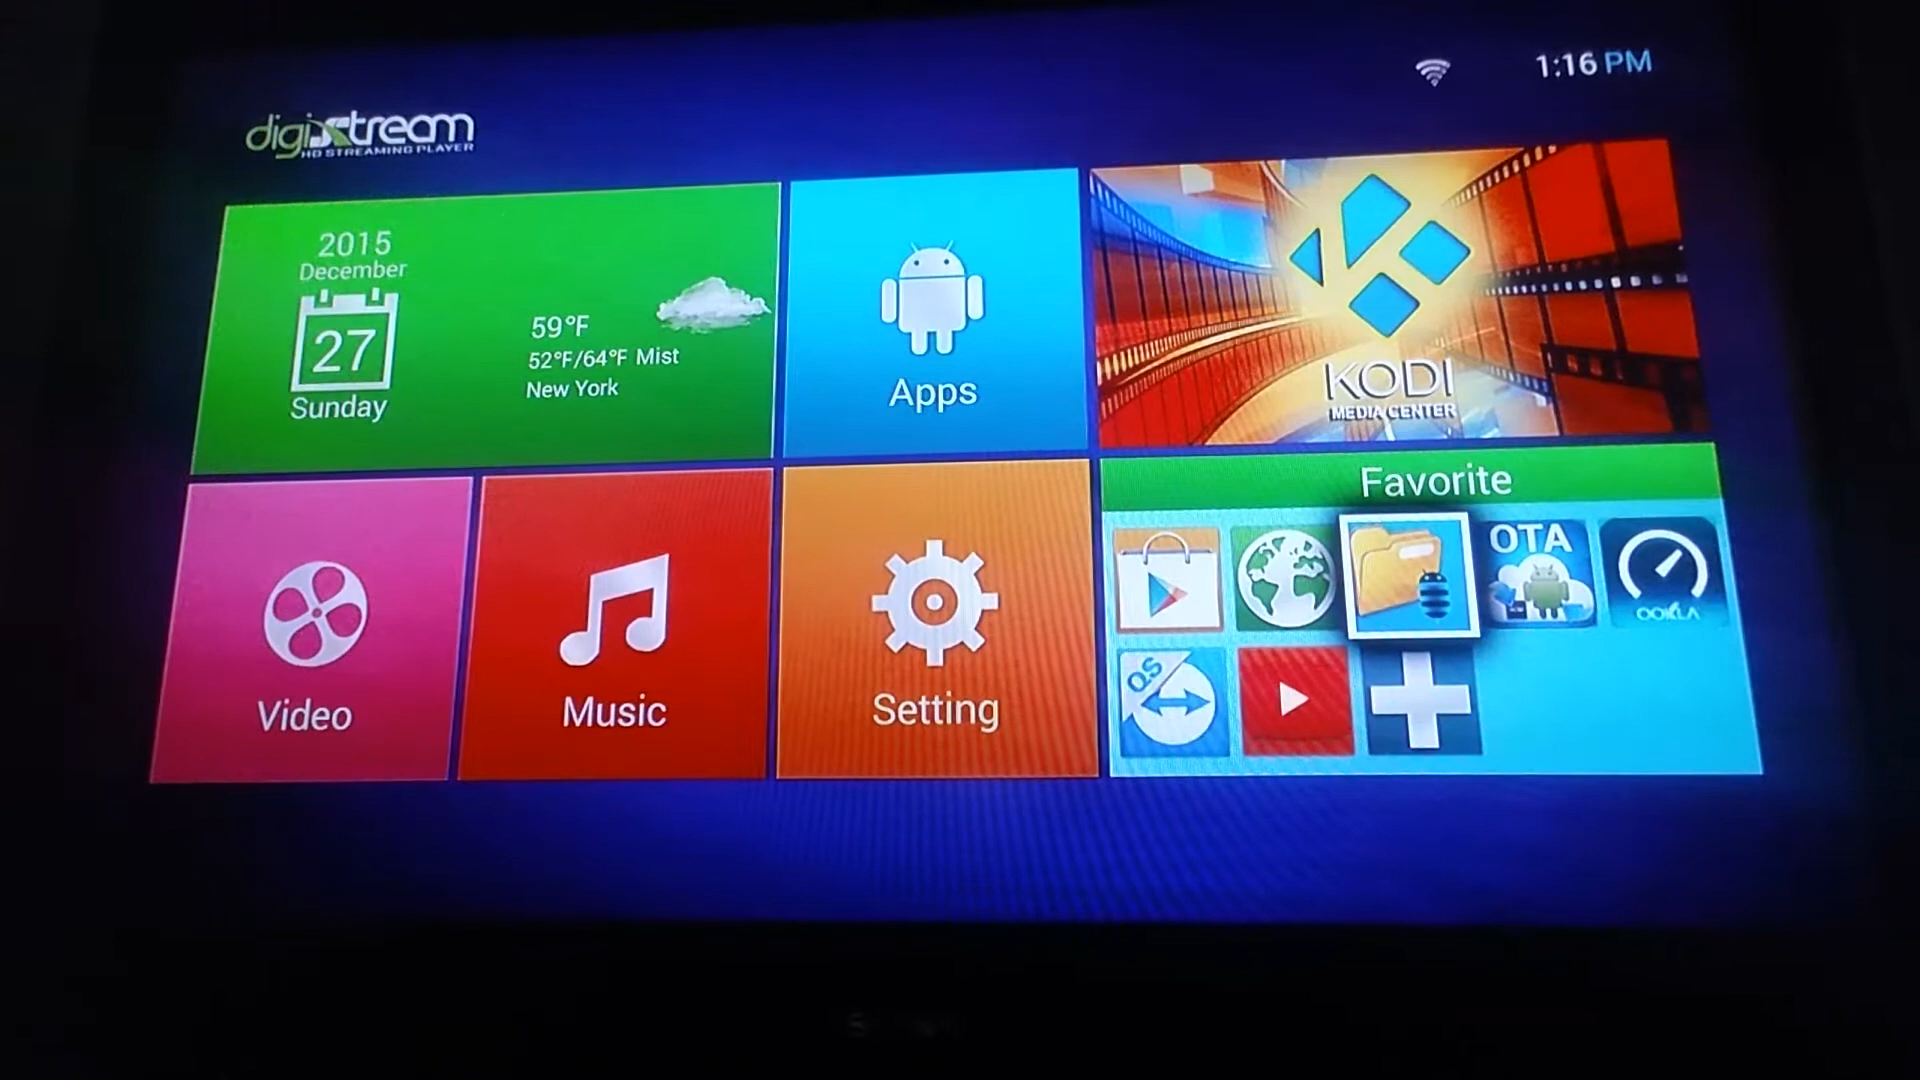 1:16 PM
digixtream
HD STREAMING PLAYER
2015
December
27
Sunday
59°F
52°F/64°F Mist
New York
Apps
KODI
MEDIA CENTER
Video
Music
Setting
Favorite
OTA
OOKLA
QS